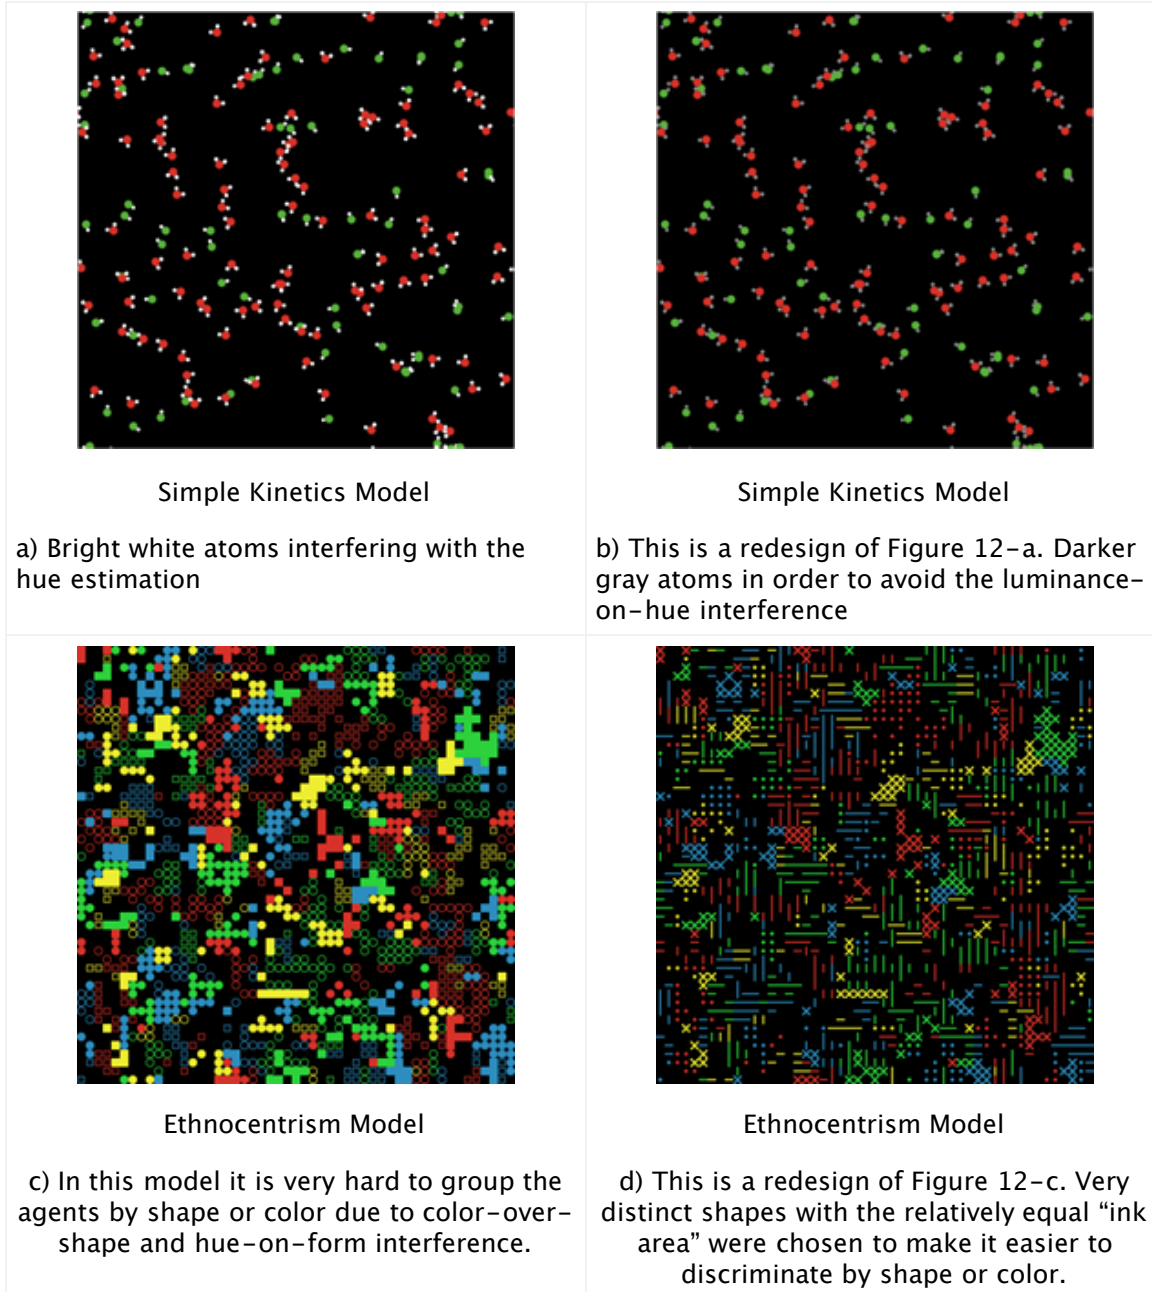 Simple Kinetics Model
a) Bright white atoms interfering with the
hue estimation
Simple Kinetics Model
b) This is a redesign of Figure 12-a. Darker
gray atoms in order to avoid the luminance-
on-hue interference
Ethnocentrism Model
c) In this model it is very hard to group the
agents by shape or color due to color-over-
shape and hue-on-form interference.
Ethnocentrism Model
d) This is a redesign of Figure 12-c. Very
distinct shapes with the relatively equal “ink
area” were chosen to make it easier to
discriminate by shape or color.